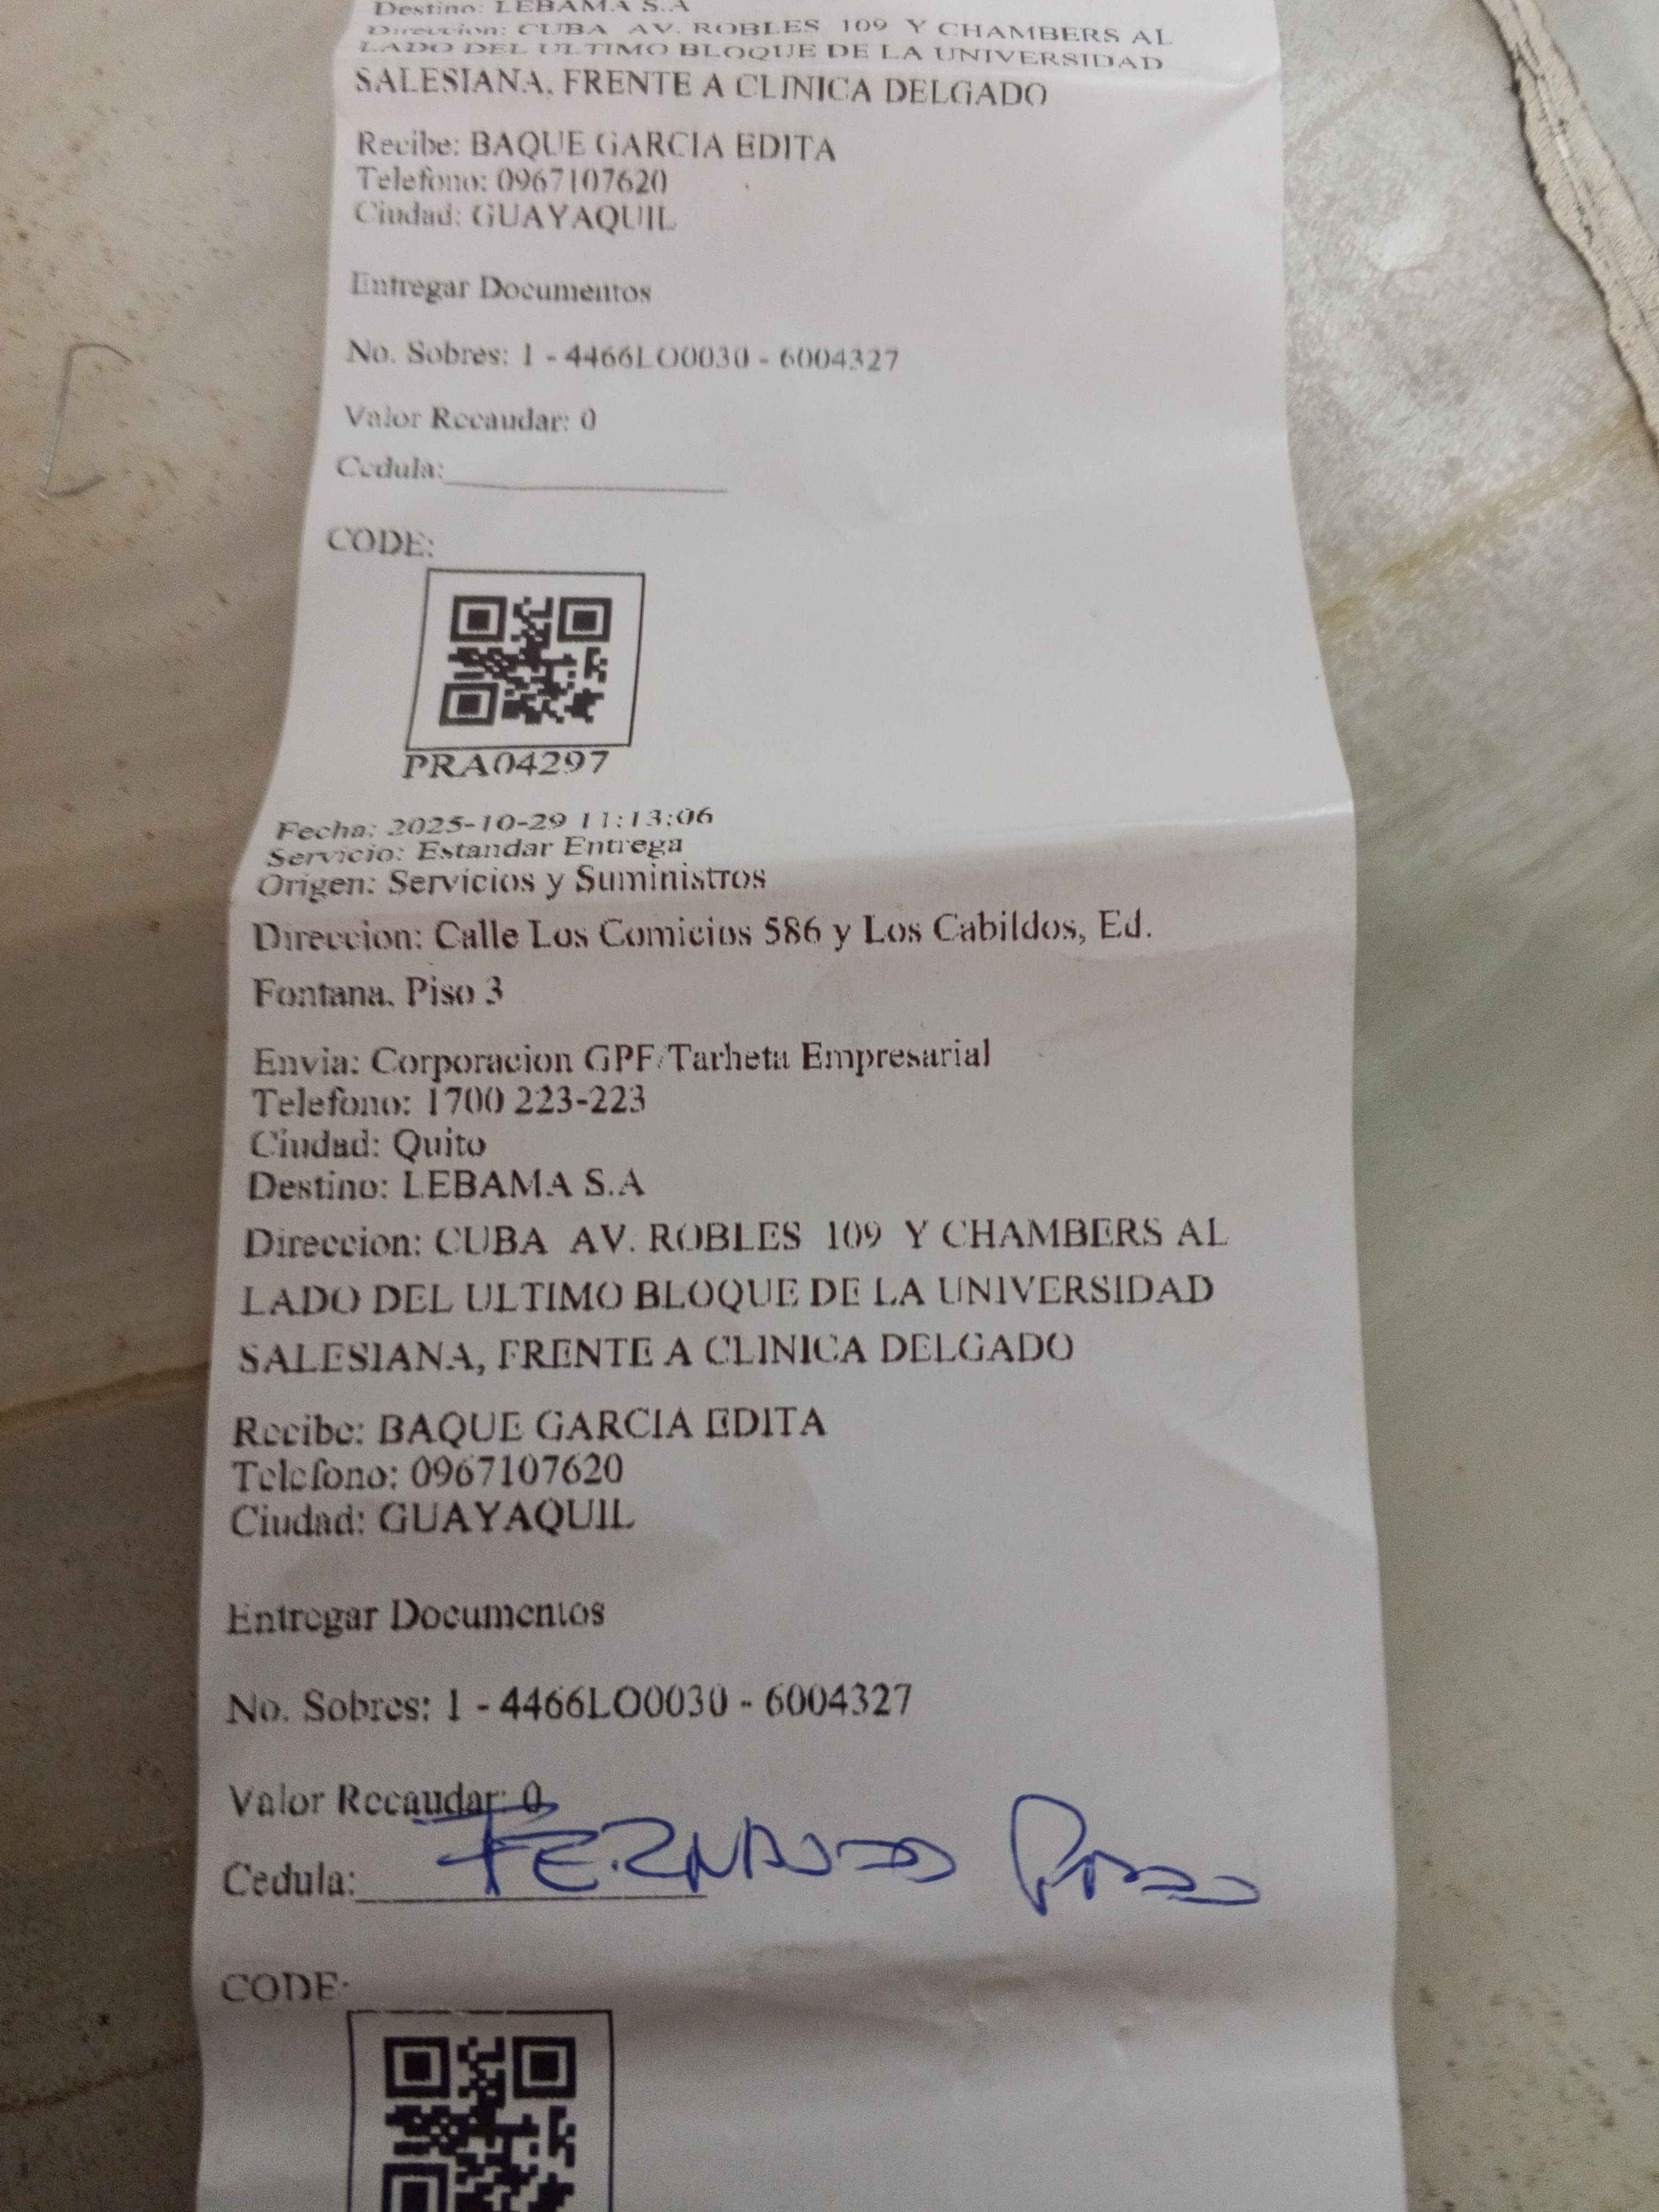 Destino: LEBAMA S.A
Direccion: CUBA AV. ROBLES 109 Y CHAMBERS AL
LADO DEL ULTIMO BLOQUE DE LA UNIVERSIDAD
SALESIANA, FRENTE A CLINICA DELGADO
Recibe: BAQUE GARCIA EDITA
Telefono: 0967107620
Ciudad: GUAYAQUIL
Entregar Documentos
No. Sobres: 1 - 4466LO0030 - 6004327
Valor Recaudar: 0
Cedula:
CODE:
PRA04297
Fecha: 2025-10-29 11:13:06
Servicio: Estandar Entrega
Origen: Servicios y Suministros
Direccion: Calle Los Comicios 586 y Los Cabildos, Ed.
Fontana, Piso 3
Envia: Corporacion GPF/Tarheta Empresarial
Telefono: 1700 223-223
Ciudad: Quito
Destino: LEBAMA S.A
Direccion: CUBA AV. ROBLES 109 Y CHAMBERS AL
LADO DEL ULTIMO BLOQUE DE LA UNIVERSIDAD
SALESIANA, FRENTE A CLINICA DELGADO
Recibe: BAQUE GARCIA EDITA
Telefono: 0967107620
Ciudad: GUAYAQUIL
Entregar Documentos
No. Sobres: 1 - 4466LO0030 - 6004327
Valor Recaudar: 0
Cedula: FERNANDO
CODE: